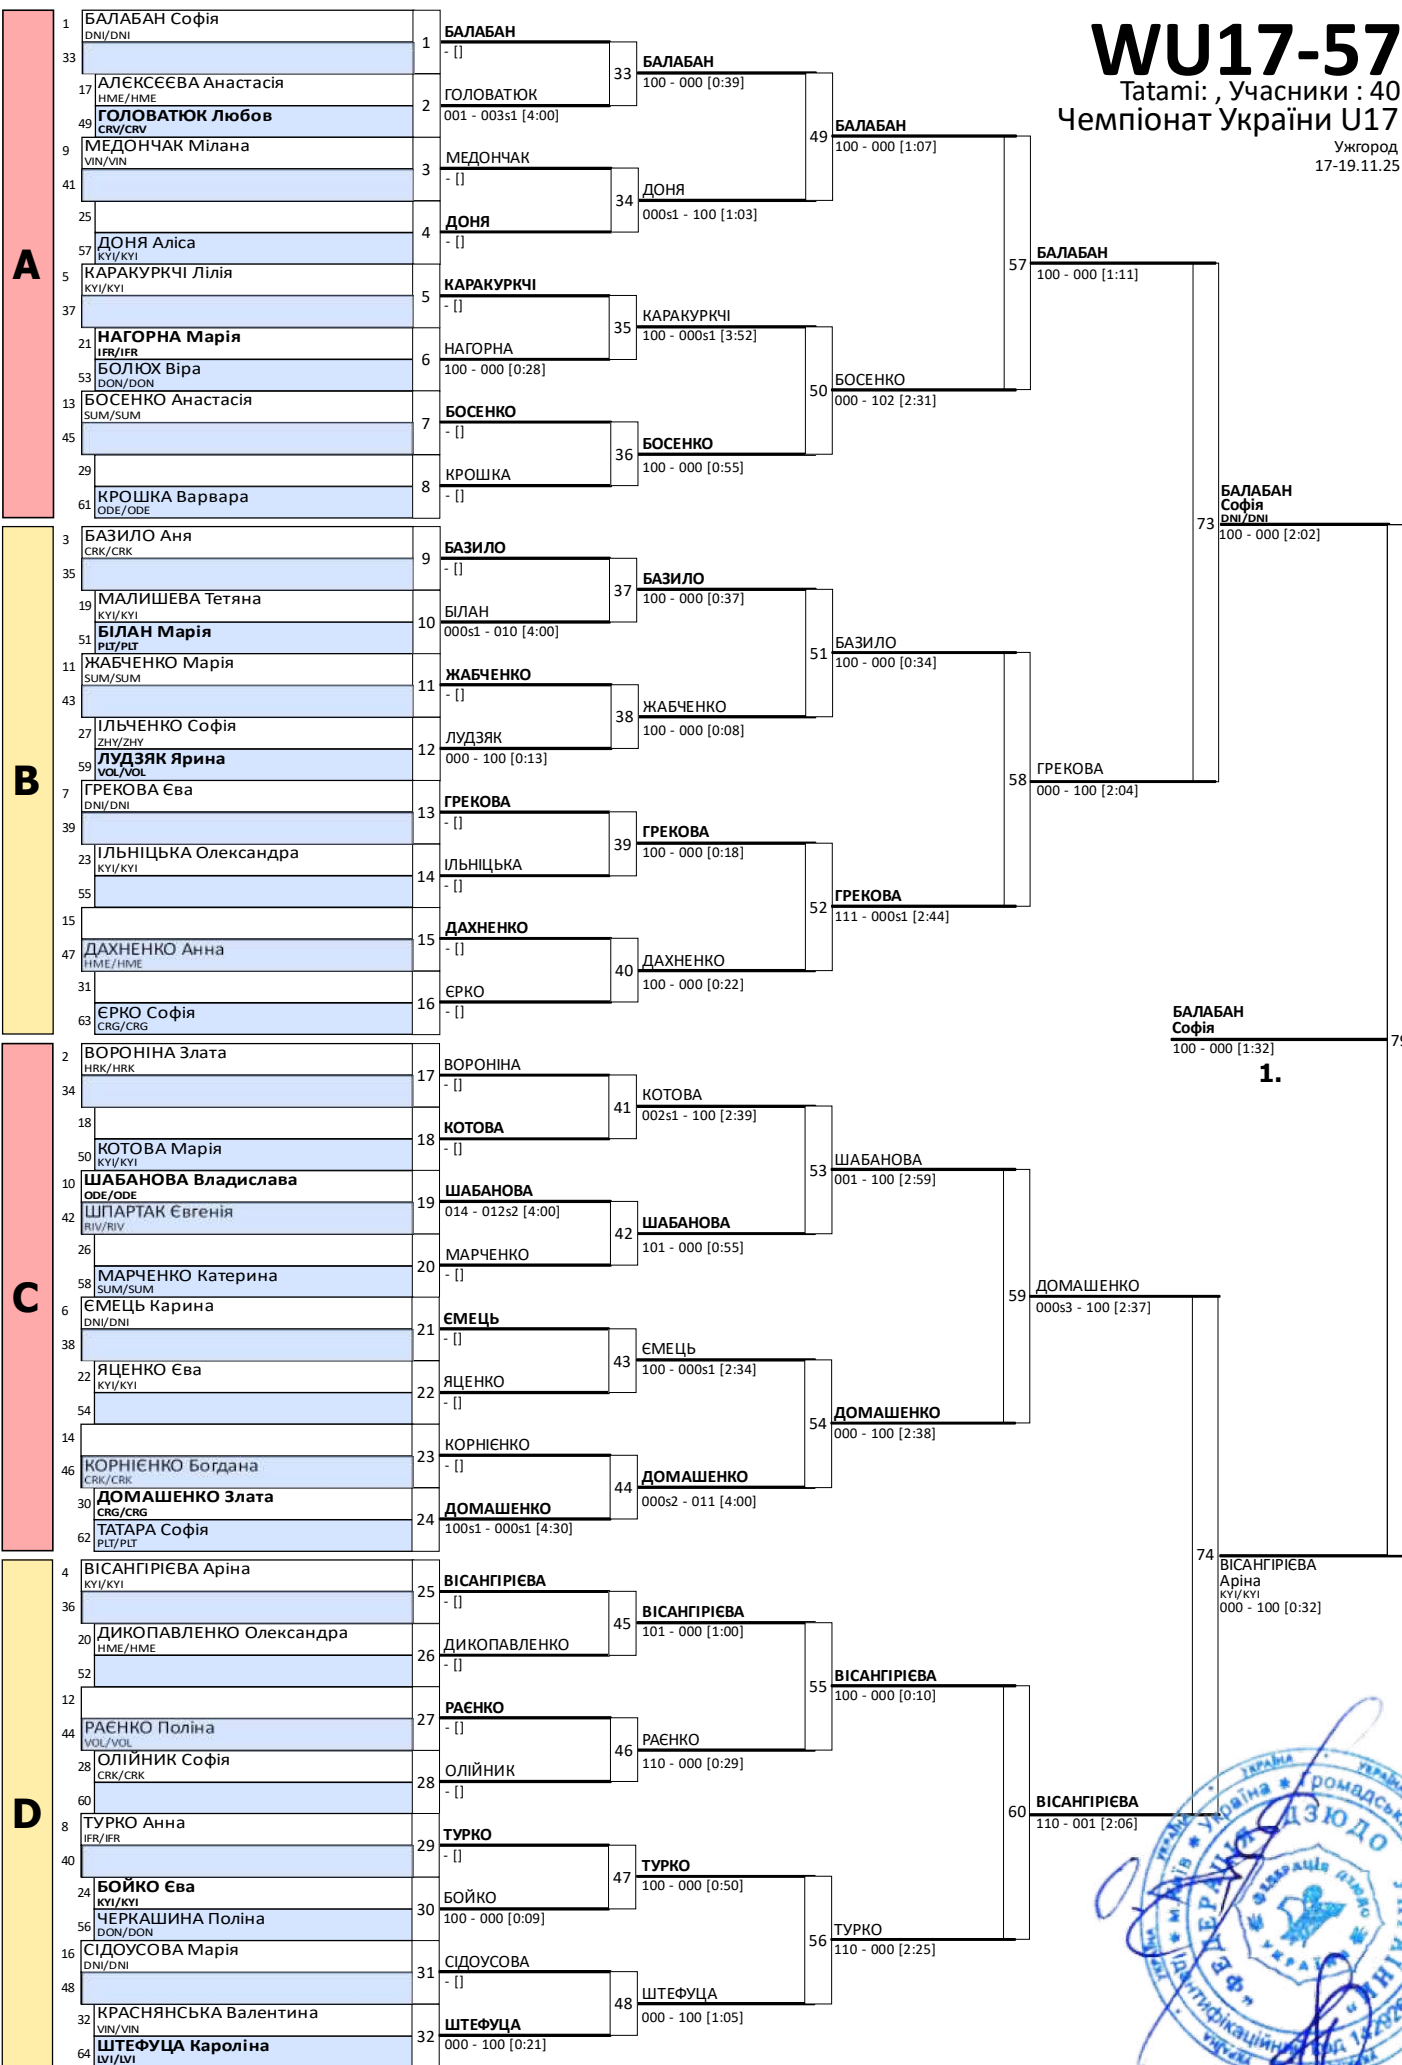 WU17-57
Tatami: , Учасники : 40
Чемпіонат України U17
Ужгород
17-19.11.25
A
1 БАЛАБАН Софія
DNI/DNI
33
17 АЛЄКСЄЄВА Анастасія
HME/HME
49 ГОЛОВАТЮК Любов
CRV/CRV
9 МЕДОНЧАК Мілана
VIN/VIN
41
25
57 ДОНЯ Аліса
KYI/KYI
5 КАРАКУРКЧІ Лілія
KYI/KYI
37
21 НАГОРНА Марія
IFR/IFR
53 БОЛЮХ Віра
DON/DON
13 БОСЕНКО Анастасія
SUM/SUM
45
29
61 КРОШКА Варвара
ODE/ODE
B
3 БАЗИЛО Аня
CRK/CRK
35
19 МАЛИШЕВА Тетяна
KYI/KYI
51 БІЛАН Марія
PLT/PLT
11 ЖАБЧЕНКО Марія
SUM/SUM
43
27 ІЛЬЧЕНКО Софія
ZHY/ZHY
59 ЛУДЗЯК Ярина
VOL/VOL
7 ГРЕКОВА Єва
DNI/DNI
39
23 ІЛЬНІЦЬКА Олександра
KYI/KYI
55
15
47 ДАХНЕНКО Анна
HME/HME
31
63 ЄРКО Софія
CRG/CRG
C
2 ВОРОНІНА Злата
HRK/HRK
34
18
50 КОТОВА Марія
KYI/KYI
10 ШАБАНОВА Владислава
ODE/ODE
42 ШПАРТАК Євгенія
RIV/RIV
26
58 МАРЧЕНКО Катерина
SUM/SUM
6 ЄМЕЦЬ Карина
DNI/DNI
38
22 ЯЦЕНКО Єва
KYI/KYI
54
14
46 КОРНІЄНКО Богдана
CRK/CRK
30 ДОМАШЕНКО Злата
CRG/CRG
62 ТАТАРА Софія
PLT/PLT
D
4 ВІСАНГІРІЄВА Аріна
KYI/KYI
36
20 ДИКОПАВЛЕНКО Олександра
HME/HME
52
12
44 РАЄНКО Поліна
VOL/VOL
28 ОЛІЙНИК Софія
CRK/CRK
60
8 ТУРКО Анна
IFR/IFR
40
24 БОЙКО Єва
KYI/KYI
56 ЧЕРКАШИНА Поліна
DON/DON
16 СІДОУСОВА Марія
DNI/DNI
48
32 КРАСНЯНСЬКА Валентина
VIN/VIN
64 ШТЕФУЦА Кароліна
LVI/LVI
1 БАЛАБАН
- []
2 ГОЛОВАТЮК
001 - 003s1 [4:00]
3 МЕДОНЧАК
- []
4 ДОНЯ
- []
5 КАРАКУРКЧІ
- []
6 НАГОРНА
100 - 000 [0:28]
7 БОСЕНКО
- []
8 КРОШКА
- []
9 БАЗИЛО
- []
10 БІЛАН
000s1 - 010 [4:00]
11 ЖАБЧЕНКО
- []
12 ЛУДЗЯК
000 - 100 [0:13]
13 ГРЕКОВА
- []
14 ІЛЬНІЦЬКА
- []
15 ДАХНЕНКО
- []
16 ЄРКО
- []
17 ВОРОНІНА
- []
18 КОТОВА
- []
19 ШАБАНОВА
014 - 012s2 [4:00]
20 МАРЧЕНКО
- []
21 ЄМЕЦЬ
- []
22 ЯЦЕНКО
- []
23 КОРНІЄНКО
- []
24 ДОМАШЕНКО
100s1 - 000s1 [4:30]
25 ВІСАНГІРІЄВА
- []
26 ДИКОПАВЛЕНКО
- []
27 РАЄНКО
- []
28 ОЛІЙНИК
- []
29 ТУРКО
- []
30 БОЙКО
100 - 000 [0:09]
31 СІДОУСОВА
- []
32 ШТЕФУЦА
000 - 100 [0:21]
33 БАЛАБАН
100 - 000 [0:39]
34 ДОНЯ
000s1 - 100 [1:03]
35 КАРАКУРКЧІ
100 - 000s1 [3:52]
36 БОСЕНКО
100 - 000 [0:55]
37 БАЗИЛО
100 - 000 [0:37]
38 ЖАБЧЕНКО
100 - 000 [0:08]
39 ГРЕКОВА
100 - 000 [0:18]
40 ДАХНЕНКО
100 - 000 [0:22]
41 КОТОВА
002s1 - 100 [2:39]
42 ШАБАНОВА
101 - 000 [0:55]
43 ЄМЕЦЬ
100 - 000s1 [2:34]
44 ДОМАШЕНКО
000s2 - 011 [4:00]
45 ВІСАНГІРІЄВА
101 - 000 [1:00]
46 РАЄНКО
110 - 000 [0:29]
47 ТУРКО
100 - 000 [0:50]
48 ШТЕФУЦА
000 - 100 [1:05]
49 БАЛАБАН
100 - 000 [1:07]
50 БОСЕНКО
000 - 102 [2:31]
51 БАЗИЛО
100 - 000 [0:34]
52 ГРЕКОВА
111 - 000s1 [2:44]
53 ШАБАНОВА
001 - 100 [2:59]
54 ДОМАШЕНКО
000 - 100 [2:38]
55 ВІСАНГІРІЄВА
100 - 000 [0:10]
56 ТУРКО
110 - 000 [2:25]
57 БАЛАБАН
100 - 000 [1:11]
58 ГРЕКОВА
000 - 100 [2:04]
59 ДОМАШЕНКО
000s3 - 100 [2:37]
60 ВІСАНГІРІЄВА
110 - 001 [2:06]
73 БАЛАБАН
Софія
DNI/DNI
100 - 000 [2:02]
74 ВІСАНГІРІЄВА
Аріна
KYI/KYI
000 - 100 [0:32]
БАЛАБАН
Софія
100 - 000 [1:32]
1.
ДЗЮДО